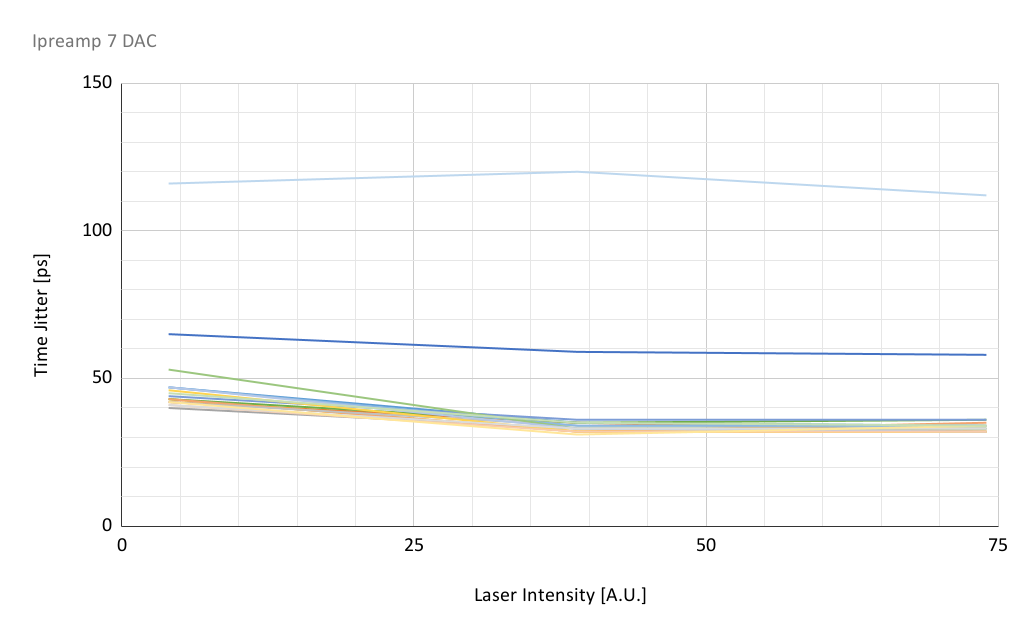 Ipreamp 7 DAC
150
100
50
0
0 25 50 75
Time Jitter [ps]
Laser Intensity [A.U.]